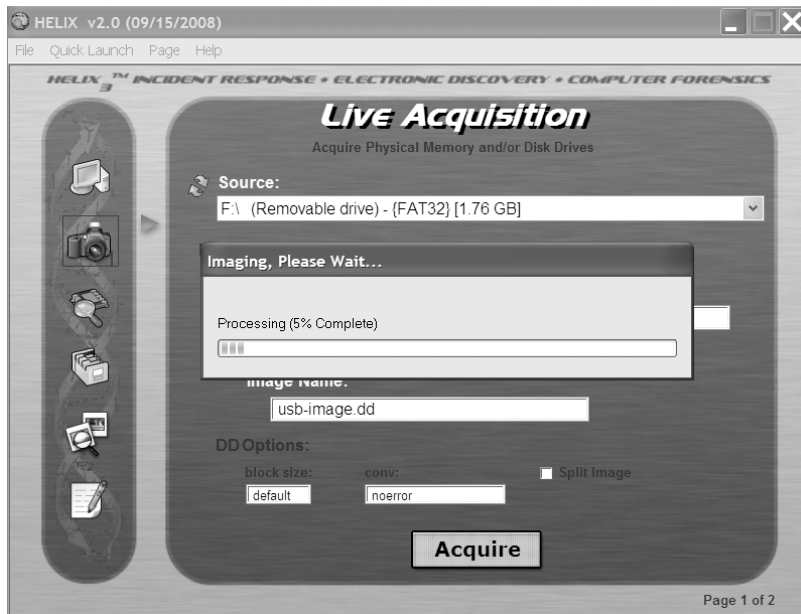 HELIX v2.0 (09/15/2008)
File Quick Launch Page Help
HELIX3™ INCIDENT RESPONSE • ELECTRONIC DISCOVERY • COMPUTER FORENSICS
Live Acquisition
Acquire Physical Memory and/or Disk Drives
Source:
F:\ (Removable drive) - {FAT32} [1.76 GB]
Imaging, Please Wait...
Processing (5% Complete)
Image Name:
usb-image.dd
DD Options:
block size: conv: Split Image
default noerror
Acquire
Page 1 of 2